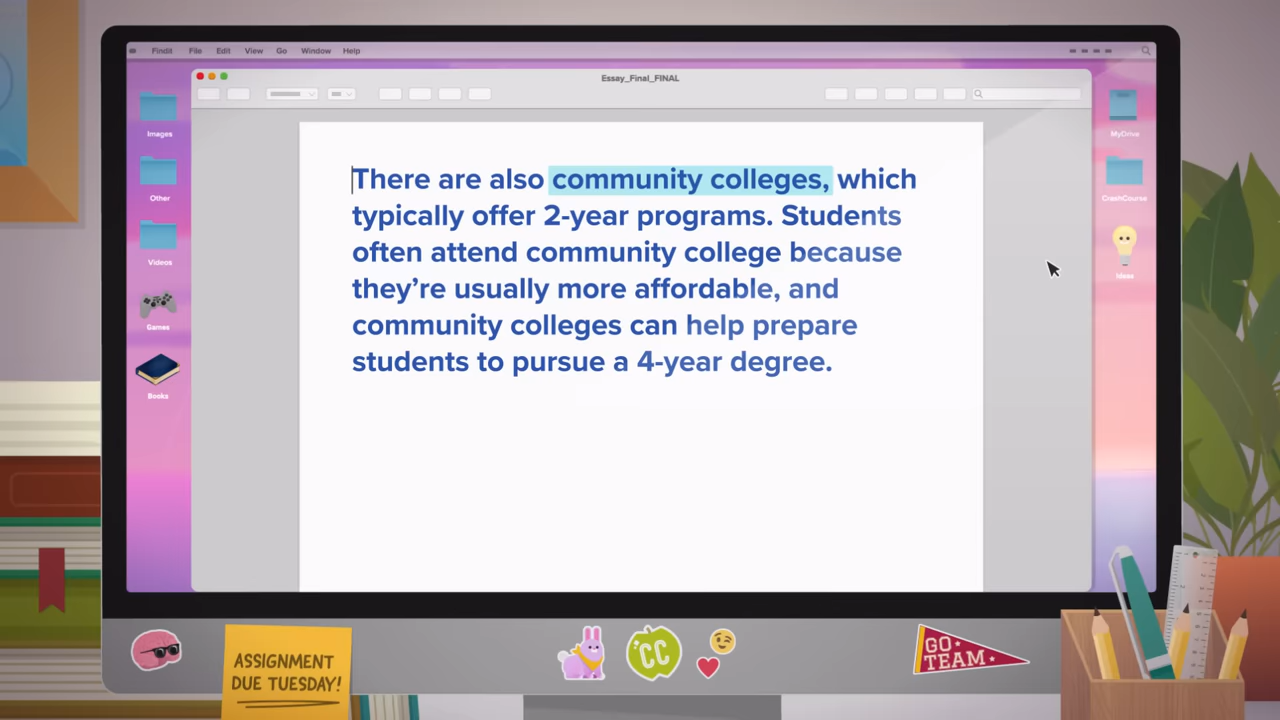 Findit File Edit View Go Window Help
Essay_Final_FINAL
Images
Other
Videos
Games
Books
There are also community colleges, which
typically offer 2-year programs. Students
often attend community college because
they’re usually more affordable, and
community colleges can help prepare
students to pursue a 4-year degree.
MyDrive
CrashCourse
Ideas
ASSIGNMENT
DUE TUESDAY!
CC
GO
TEAM